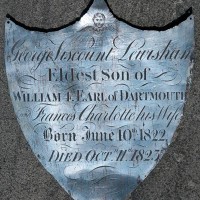 George Viscount Lewisham
Eldest Son of
WILLIAM 4, EARL of DARTMOUTH
Frances Charlotte his Wife
Born June 10th 1822,
DIED Octr 11th